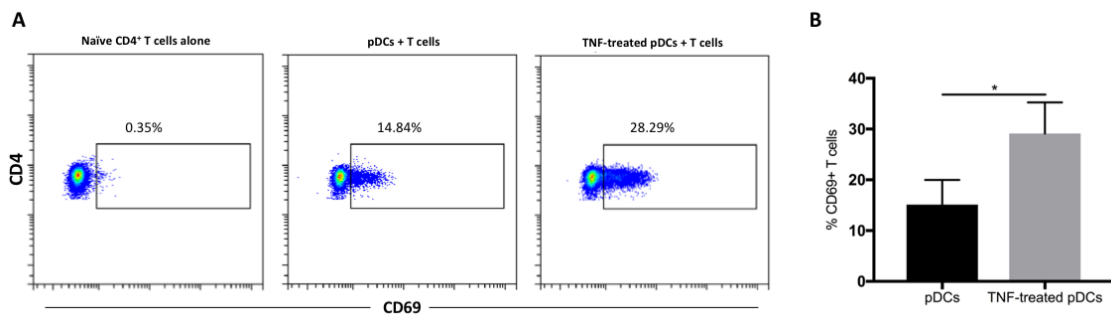 A
Naïve CD4⁺ T cells alone
pDCs + T cells
TNF-treated pDCs + T cells
0.35%
14.84%
28.29%
CD4
CD69
B
% CD69+ T cells
40
30
20
10
0
*
pDCs
TNF-treated pDCs